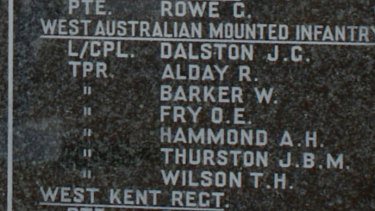 PTE. ROWE C.
WEST AUSTRALIAN MOUNTED INFANTRY
L/CPL. DALSTON J.C.
TPR. ALDAY R.
" BARKER W.
" FRY O.E.
" HAMMOND A.H.
" THURSTON J.B.M.
" WILSON T.H.
WEST KENT REGT.